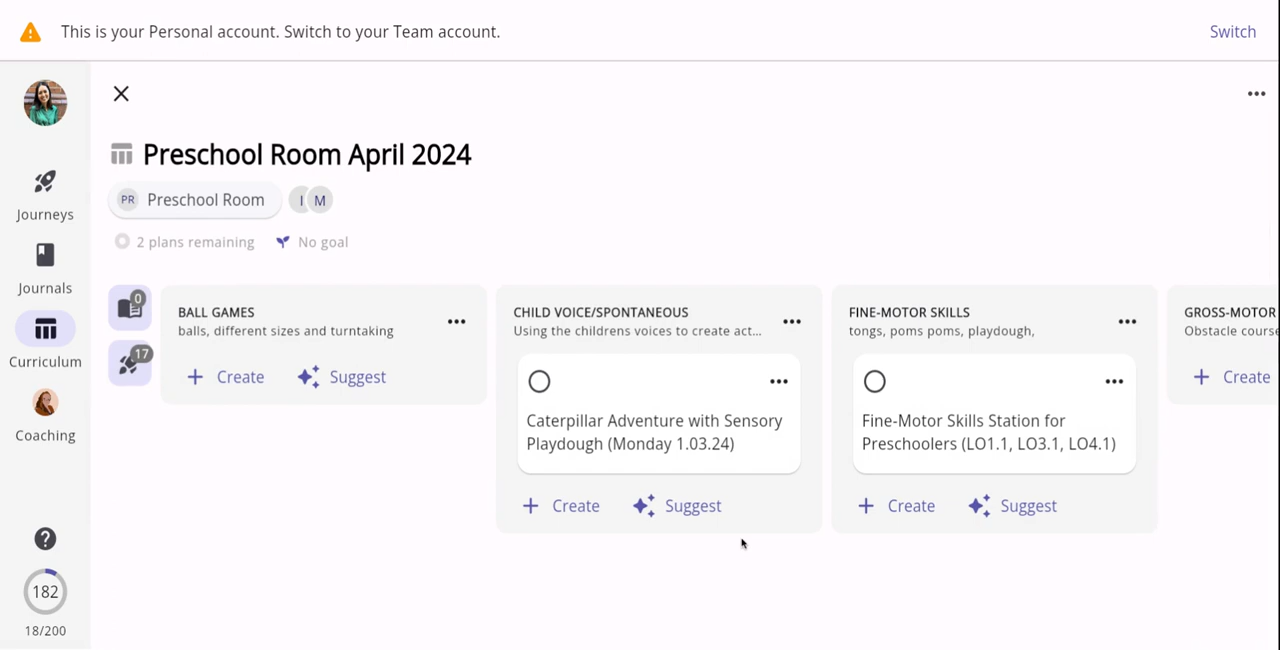 This is your Personal account. Switch to your Team account.
Switch
Journeys
Journals
Curriculum
Coaching
182
18/200
Preschool Room April 2024
PR Preschool Room
I M
2 plans remaining
No goal
0
17
BALL GAMES
balls, different sizes and turntaking
Create
Suggest
CHILD VOICE/SPONTANEOUS
Using the childrens voices to create act...
Caterpillar Adventure with Sensory
Playdough (Monday 1.03.24)
Create
Suggest
FINE-MOTOR SKILLS
tongs, poms poms, playdough,
Fine-Motor Skills Station for
Preschoolers (LO1.1, LO3.1, LO4.1)
Create
Suggest
GROSS-MOTOR
Obstacle course
Create